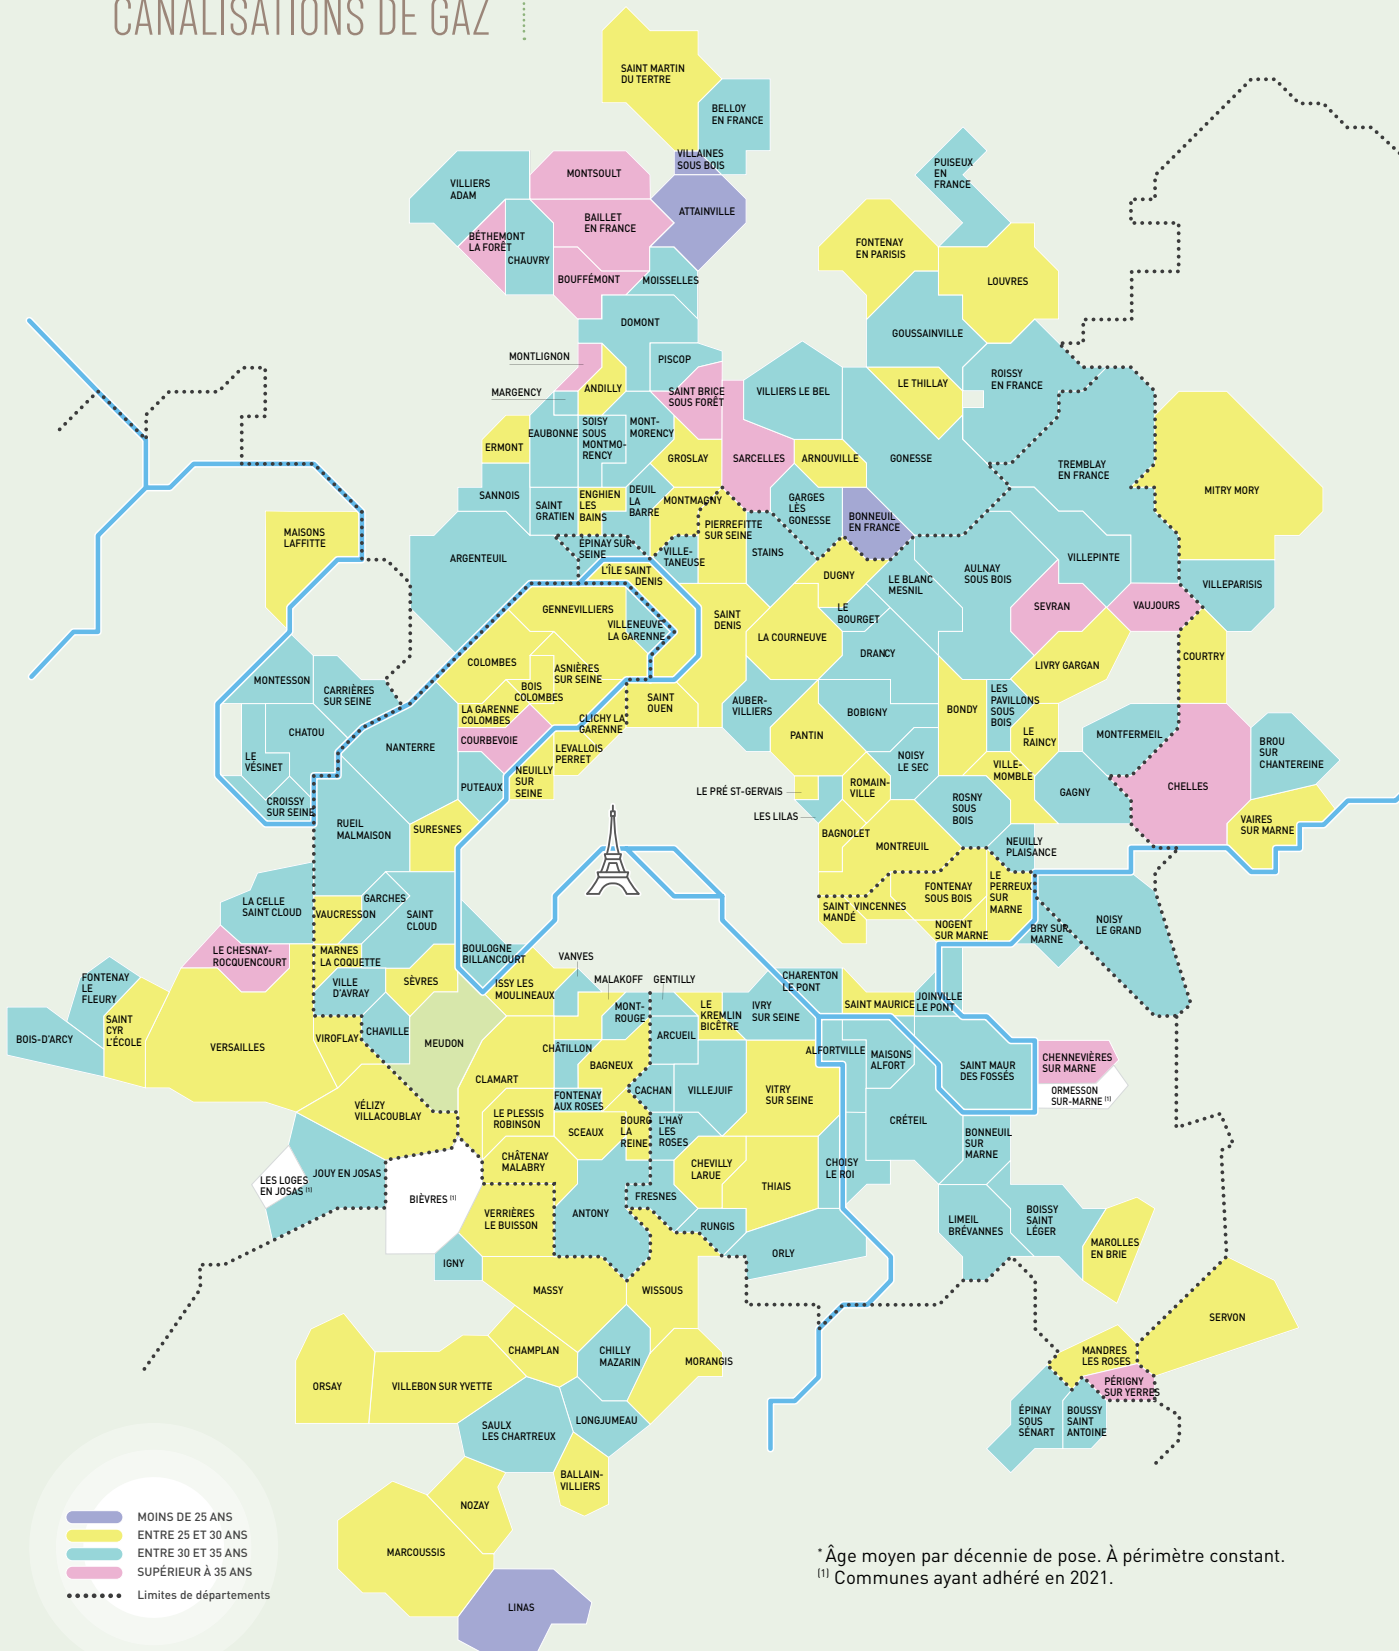 CANALISATIONS DE GAZ
SAINT MARTIN
DU TERTRE
BELLOY
EN FRANCE
VILLAINES
SOUS BOIS
MONTSOULT
VILLIERS
ADAM
ATTAINVILLE
BAILLET
EN FRANCE
BÉTHEMONT
LA FORÊT
CHAUVRY
BOUFFÉMONT
MOISSELLES
PUISEUX
EN
FRANCE
FONTENAY
EN PARISIS
LOUVRES
DOMONT
GOUSSAINVILLE
MONTLIGNON
PISCOP
MARGENCY
ANDILLY
SAINT BRICE
SOUS FORÊT
VILLIERS LE BEL
LE THILLAY
ROISSY
EN FRANCE
EAUBONNE
SOISY
SOUS
MONTMO-
RENCY
MONT-
MORENCY
ERMONT
GROSLAY
SARCELLES
ARNOUVILLE
GONESSE
TREMBLAY
EN FRANCE
MITRY MORY
SANNOIS
SAINT
GRATIEN
ENGHIEN
LES
BAINS
DEUIL
LA
BARRE
MONTMAGNY
GARGES
LÈS
GONESSE
BONNEUIL
EN FRANCE
PIERREFITTE
SUR SEINE
MAISONS
LAFFITTE
ARGENTEUIL
ÉPINAY SUR
SEINE
VILLE-
TANEUSE
STAINS
VILLEPINTE
L'ÎLE SAINT
DENIS
DUGNY
LE BLANC
MESNIL
AULNAY
SOUS BOIS
VILLEPARISIS
GENNEVILLIERS
VILLENEUVE
LA GARENNE
SAINT
DENIS
LE
BOURGET
SEVRAN
VAUJOURS
LA COURNEUVE
DRANCY
COLOMBES
ASNIÈRES
SUR SEINE
LIVRY GARGAN
COURTRY
MONTESSON
CARRIÈRES
SUR SEINE
BOIS
COLOMBES
LA GARENNE
COLOMBES
SAINT
OUEN
AUBER-
VILLIERS
BOBIGNY
BONDY
LES
PAVILLONS
SOUS
BOIS
CLICHY LA
GARENNE
CHATOU
NANTERRE
COURBEVOIE
LEVALLOIS
PERRET
PANTIN
LE
RAINCY
MONTFERMEIL
BROU
SUR
CHANTEREINE
LE
VÉSINET
NOISY
LE SEC
VILLE-
MOMBLE
PUTEAUX
NEUILLY
SUR
SEINE
LE PRÉ ST-GERVAIS
ROMAIN-
VILLE
GAGNY
CHELLES
CROISSY
SUR SEINE
ROSNY
SOUS
BOIS
LES LILAS
RUEIL
MALMAISON
SURESNES
BAGNOLET
MONTREUIL
NEUILLY
PLAISANCE
VAIRES
SUR MARNE
LA CELLE
SAINT CLOUD
GARCHES
VAUCRESSON
SAINT
CLOUD
SAINT
MANDÉ
VINCENNES
FONTENAY
SOUS BOIS
LE
PERREUX
SUR
MARNE
NOGENT
SUR MARNE
BRY SUR
MARNE
NOISY
LE GRAND
LE CHESNAY-
ROCQUENCOURT
MARNES
LA COQUETTE
BOULOGNE
BILLANCOURT
VANVES
FONTENAY
LE
FLEURY
VILLE
D'AVRAY
SÈVRES
ISSY LES
MOULINEAUX
MALAKOFF
GENTILLY
CHARENTON
LE PONT
SAINT MAURICE
JOINVILLE
LE PONT
SAINT
CYR
L'ÉCOLE
MONT-
ROUGE
LE
KREMLIN
BICÊTRE
IVRY
SUR SEINE
BOIS-D'ARCY
VERSAILLES
VIROFLAY
CHAVILLE
MEUDON
CHÂTILLON
ARCUEIL
ALFORTVILLE
MAISONS
ALFORT
SAINT MAUR
DES FOSSÉS
CHENNEVIÈRES
SUR MARNE
CLAMART
BAGNEUX
ORMESSON
SUR-MARNE (1)
VÉLIZY
VILLACOUBLAY
FONTENAY
AUX ROSES
CACHAN
VILLEJUIF
VITRY
SUR SEINE
LE PLESSIS
ROBINSON
SCEAUX
BOURG
LA
REINE
L'HAŸ
LES
ROSES
CRÉTEIL
BONNEUIL
SUR
MARNE
LES LOGES
EN JOSAS (1)
JOUY EN JOSAS
BIÈVRES (1)
CHÂTENAY
MALABRY
CHEVILLY
LARUE
THIAIS
CHOISY
LE ROI
VERRIÈRES
LE BUISSON
ANTONY
FRESNES
RUNGIS
LIMEIL
BRÉVANNES
BOISSY
SAINT
LÉGER
MAROLLES
EN BRIE
IGNY
ORLY
MASSY
WISSOUS
SERVON
CHAMPLAN
CHILLY
MAZARIN
MORANGIS
MANDRES
LES ROSES
ORSAY
VILLEBON SUR YVETTE
PÉRIGNY
SUR YERRES
SAULX
LES CHARTREUX
LONGJUMEAU
ÉPINAY
SOUS
SÉNART
BOUSSY
SAINT
ANTOINE
BALLAIN-
VILLIERS
NOZAY
MARCOUSSIS
LINAS
MOINS DE 25 ANS
ENTRE 25 ET 30 ANS
ENTRE 30 ET 35 ANS
SUPÉRIEUR À 35 ANS
Limites de départements
* Âge moyen par décennie de pose. À périmètre constant.
(1) Communes ayant adhéré en 2021.